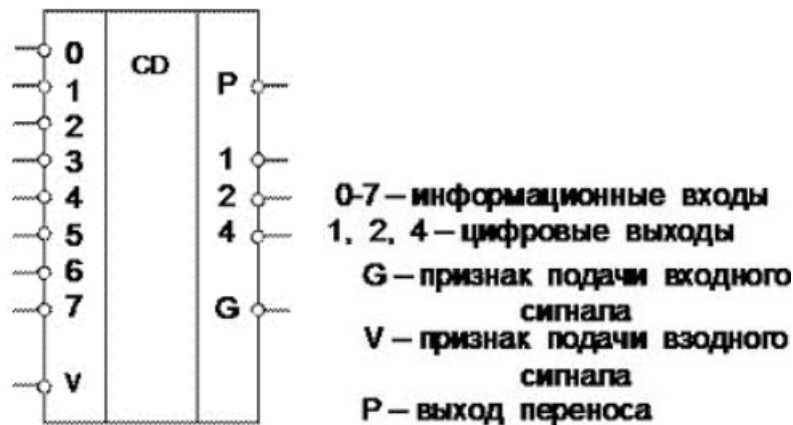 0
CD
1
P
2
3
1
4
2
5
4
6
7
G
V
0-7 – информационные входы
1, 2, 4 – цифровые выходы
G – признак подачи входного
сигнала
V – признак подачи взодного
сигнала
P – выход переноса